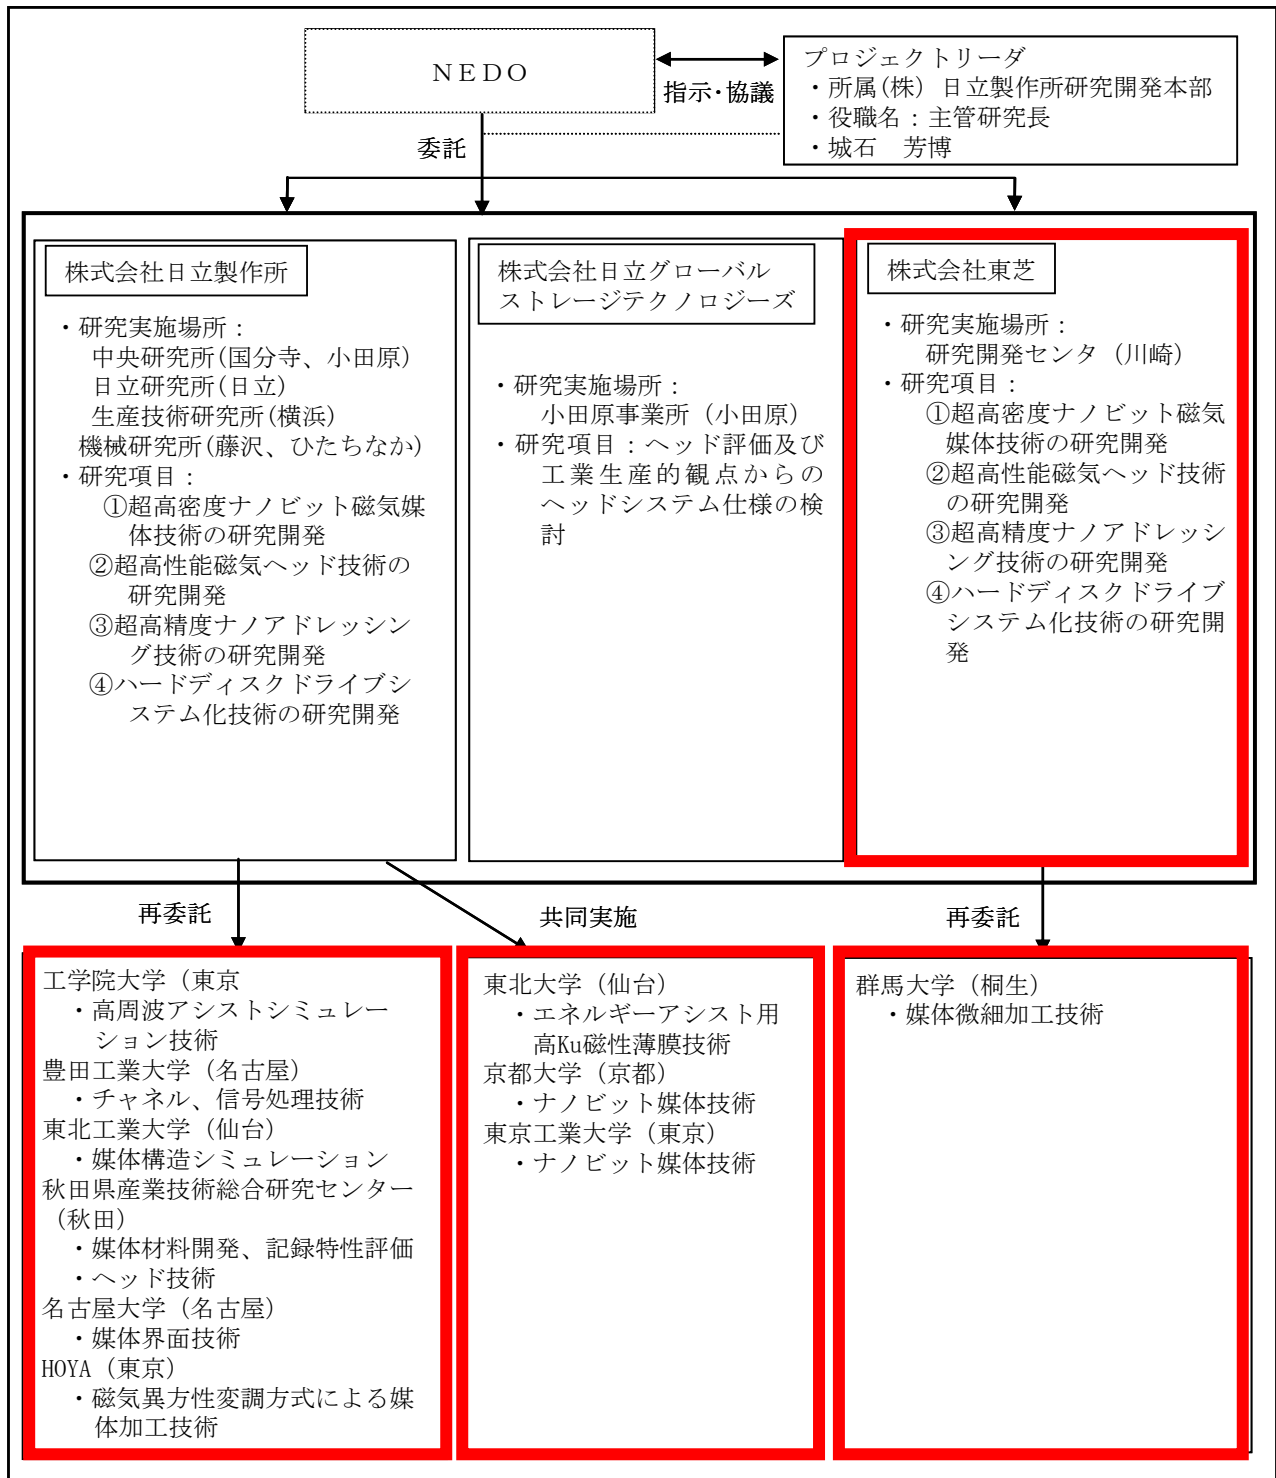 NEDO
指示・協議
プロジェクトリーダ
・所属(株) 日立製作所研究開発本部
・役職名：主管研究長
・城石　芳博
委託
株式会社日立製作所
・研究実施場所：
中央研究所(国分寺、小田原)
日立研究所(日立)
生産技術研究所(横浜)
機械研究所(藤沢、ひたちなか)
・研究項目：
①超高密度ナノビット磁気媒
体技術の研究開発
②超高性能磁気ヘッド技術の
研究開発
③超高精度ナノアドレッシン
グ技術の研究開発
④ハードディスクドライブシ
ステム化技術の研究開発
株式会社日立グローバル
ストレージテクノロジーズ
・研究実施場所：
小田原事業所（小田原）
・研究項目：ヘッド評価及び
工業生産的観点からの
ヘッドシステム仕様の検
討
株式会社東芝
・研究実施場所：
研究開発センタ（川崎）
・研究項目：
①超高密度ナノビット磁気
媒体技術の研究開発
②超高性能磁気ヘッド技術
の研究開発
③超高精度ナノアドレッシ
ング技術の研究開発
④ハードディスクドライブ
システム化技術の研究開
発
再委託
共同実施
再委託
工学院大学（東京
・高周波アシストシミュレー
ション技術
豊田工業大学（名古屋）
・チャネル、信号処理技術
東北工業大学（仙台）
・媒体構造シミュレーション
秋田県産業技術総合研究センター
（秋田）
・媒体材料開発、記録特性評価
・ヘッド技術
名古屋大学（名古屋）
・媒体界面技術
HOYA（東京）
・磁気異方性変調方式による媒
体加工技術
東北大学（仙台）
・エネルギーアシスト用
高Ku磁性薄膜技術
京都大学（京都）
・ナノビット媒体技術
東京工業大学（東京）
・ナノビット媒体技術
群馬大学（桐生）
・媒体微細加工技術